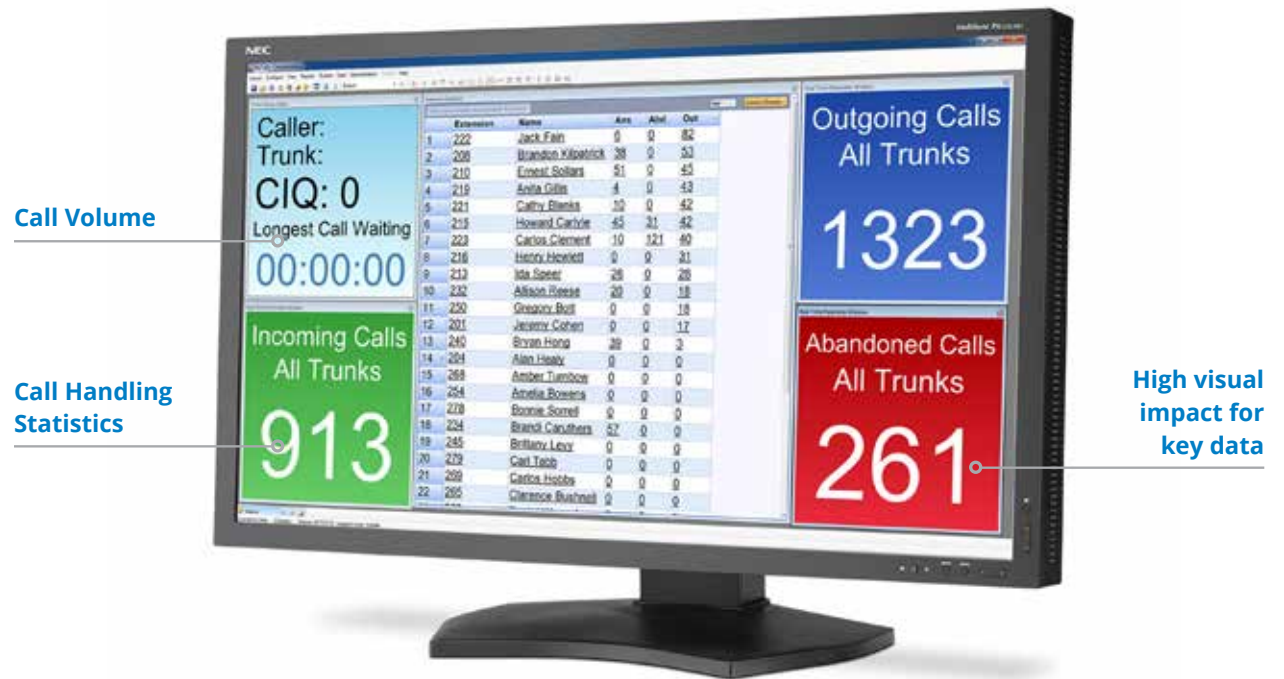 NEC
Caller:
Trunk:
CIQ: 0
Longest Call Waiting
00:00:00
Call Volume
Incoming Calls
All Trunks
913
Call Handling
Statistics
Extension Name Ans Out
1 222 Jack Fain 6 0 82
2 206 Brandon Kilpatrick 38 0 53
3 210 Ernest Sollars 51 0 45
4 219 Anita Gillis 4 0 43
5 221 Cathy Blanks 10 0 42
6 215 Howard Carlyle 45 31 42
7 223 Carlos Clement 10 121 40
8 216 Henry Hewlett 0 0 31
9 213 Ida Speer 26 0 26
10 232 Allison Reese 20 0 18
11 250 Gregory Bott 0 0 18
12 201 Jeremy Cohen 0 0 17
13 240 Bryan Hong 39 0 3
14 204 Alan Healy 0 0 0
15 268 Amber Turnbow 0 0 0
16 254 Amelia Bowens 0 0 0
17 278 Bonnie Sorrell 0 0 0
18 234 Brandi Caruthers 57 0 0
19 245 Brittany Levy 0 0 0
20 279 Carl Tabb 0 0 0
21 269 Carlos Hobbs 0 0 0
22 265 Clarence Bushnell 0 0 0
Outgoing Calls
All Trunks
1323
Abandoned Calls
All Trunks
261
High visual
impact for
key data